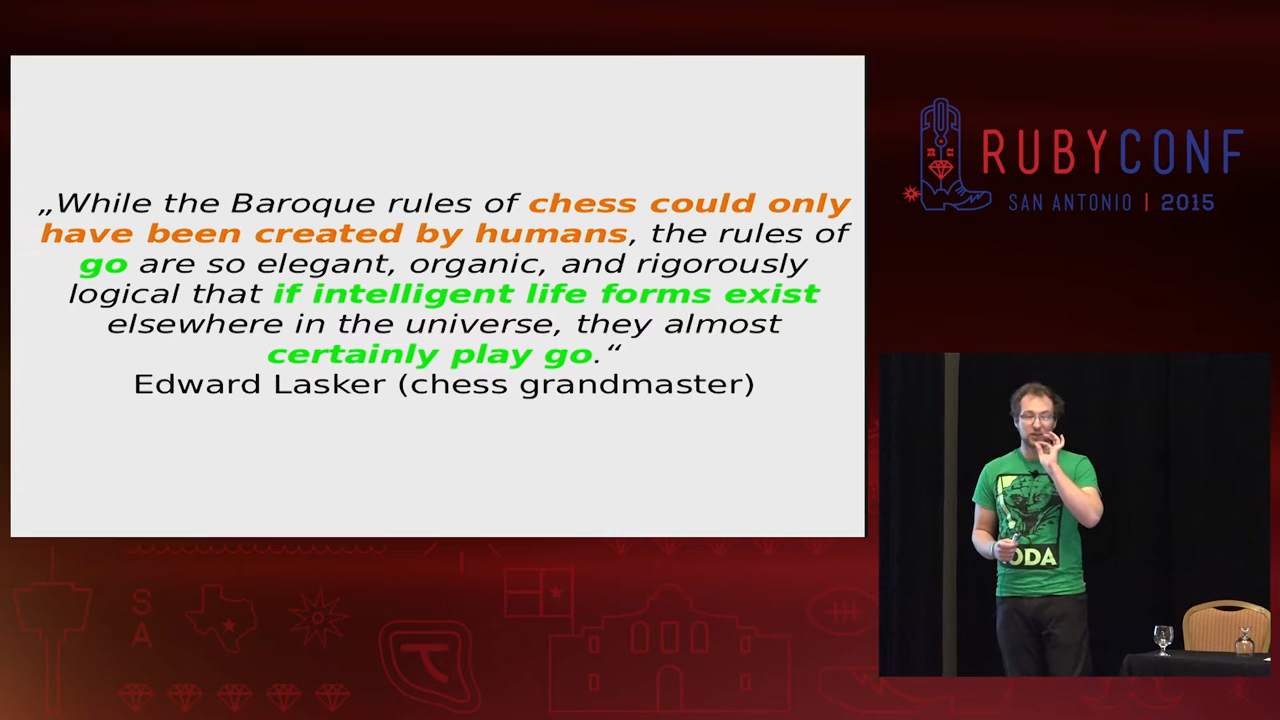 „While the Baroque rules of chess could only
have been created by humans, the rules of
go are so elegant, organic, and rigorously
logical that if intelligent life forms exist
elsewhere in the universe, they almost
certainly play go.“
Edward Lasker (chess grandmaster)
RUBYCONF
SAN ANTONIO | 2015
ODA
S
A